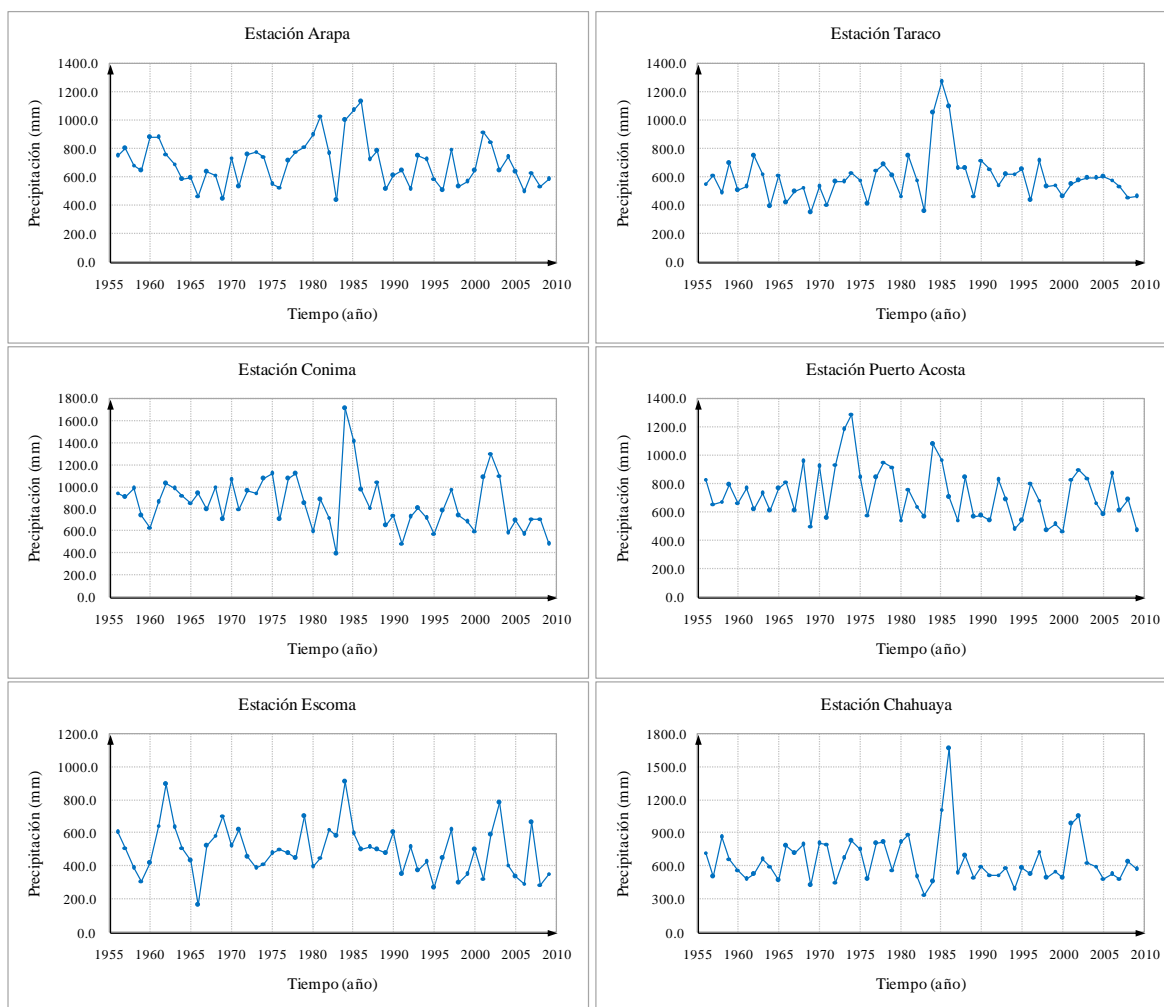 Estación Arapa
Precipitación (mm)
1400.0
1200.0
1000.0
800.0
600.0
400.0
200.0
0.0
1955 1960 1965 1970 1975 1980 1985 1990 1995 2000 2005 2010
Tiempo (año)
Estación Taraco
Precipitación (mm)
1400.0
1200.0
1000.0
800.0
600.0
400.0
200.0
0.0
1955 1960 1965 1970 1975 1980 1985 1990 1995 2000 2005 2010
Tiempo (año)
Estación Conima
Precipitación (mm)
1800.0
1600.0
1400.0
1200.0
1000.0
800.0
600.0
400.0
200.0
0.0
1955 1960 1965 1970 1975 1980 1985 1990 1995 2000 2005 2010
Tiempo (año)
Estación Puerto Acosta
Precipitación (mm)
1400.0
1200.0
1000.0
800.0
600.0
400.0
200.0
0.0
1955 1960 1965 1970 1975 1980 1985 1990 1995 2000 2005 2010
Tiempo (año)
Estación Escoma
Precipitación (mm)
1200.0
1000.0
800.0
600.0
400.0
200.0
0.0
1955 1960 1965 1970 1975 1980 1985 1990 1995 2000 2005 2010
Tiempo (año)
Estación Chahuaya
Precipitación (mm)
1800.0
1500.0
1200.0
900.0
600.0
300.0
0.0
1955 1960 1965 1970 1975 1980 1985 1990 1995 2000 2005 2010
Tiempo (año)